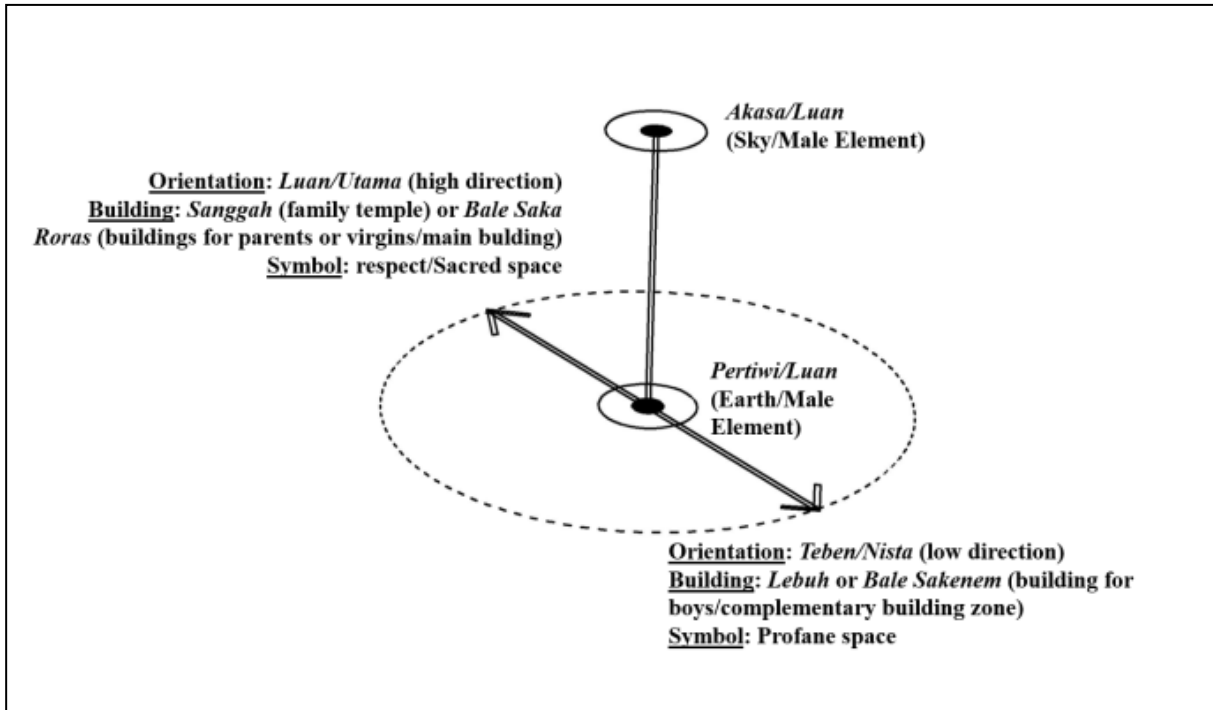 Akasa/Luan
(Sky/Male Element)
Orientation: Luan/Utama (high direction)
Building: Sanggah (family temple) or Bale Saka
Roras (buildings for parents or virgins/main bulding)
Symbol: respect/Sacred space
Pertiwi/Luan
(Earth/Male
Element)
Orientation: Teben/Nista (low direction)
Building: Lebuh or Bale Sakenem (building for
boys/complementary building zone)
Symbol: Profane space